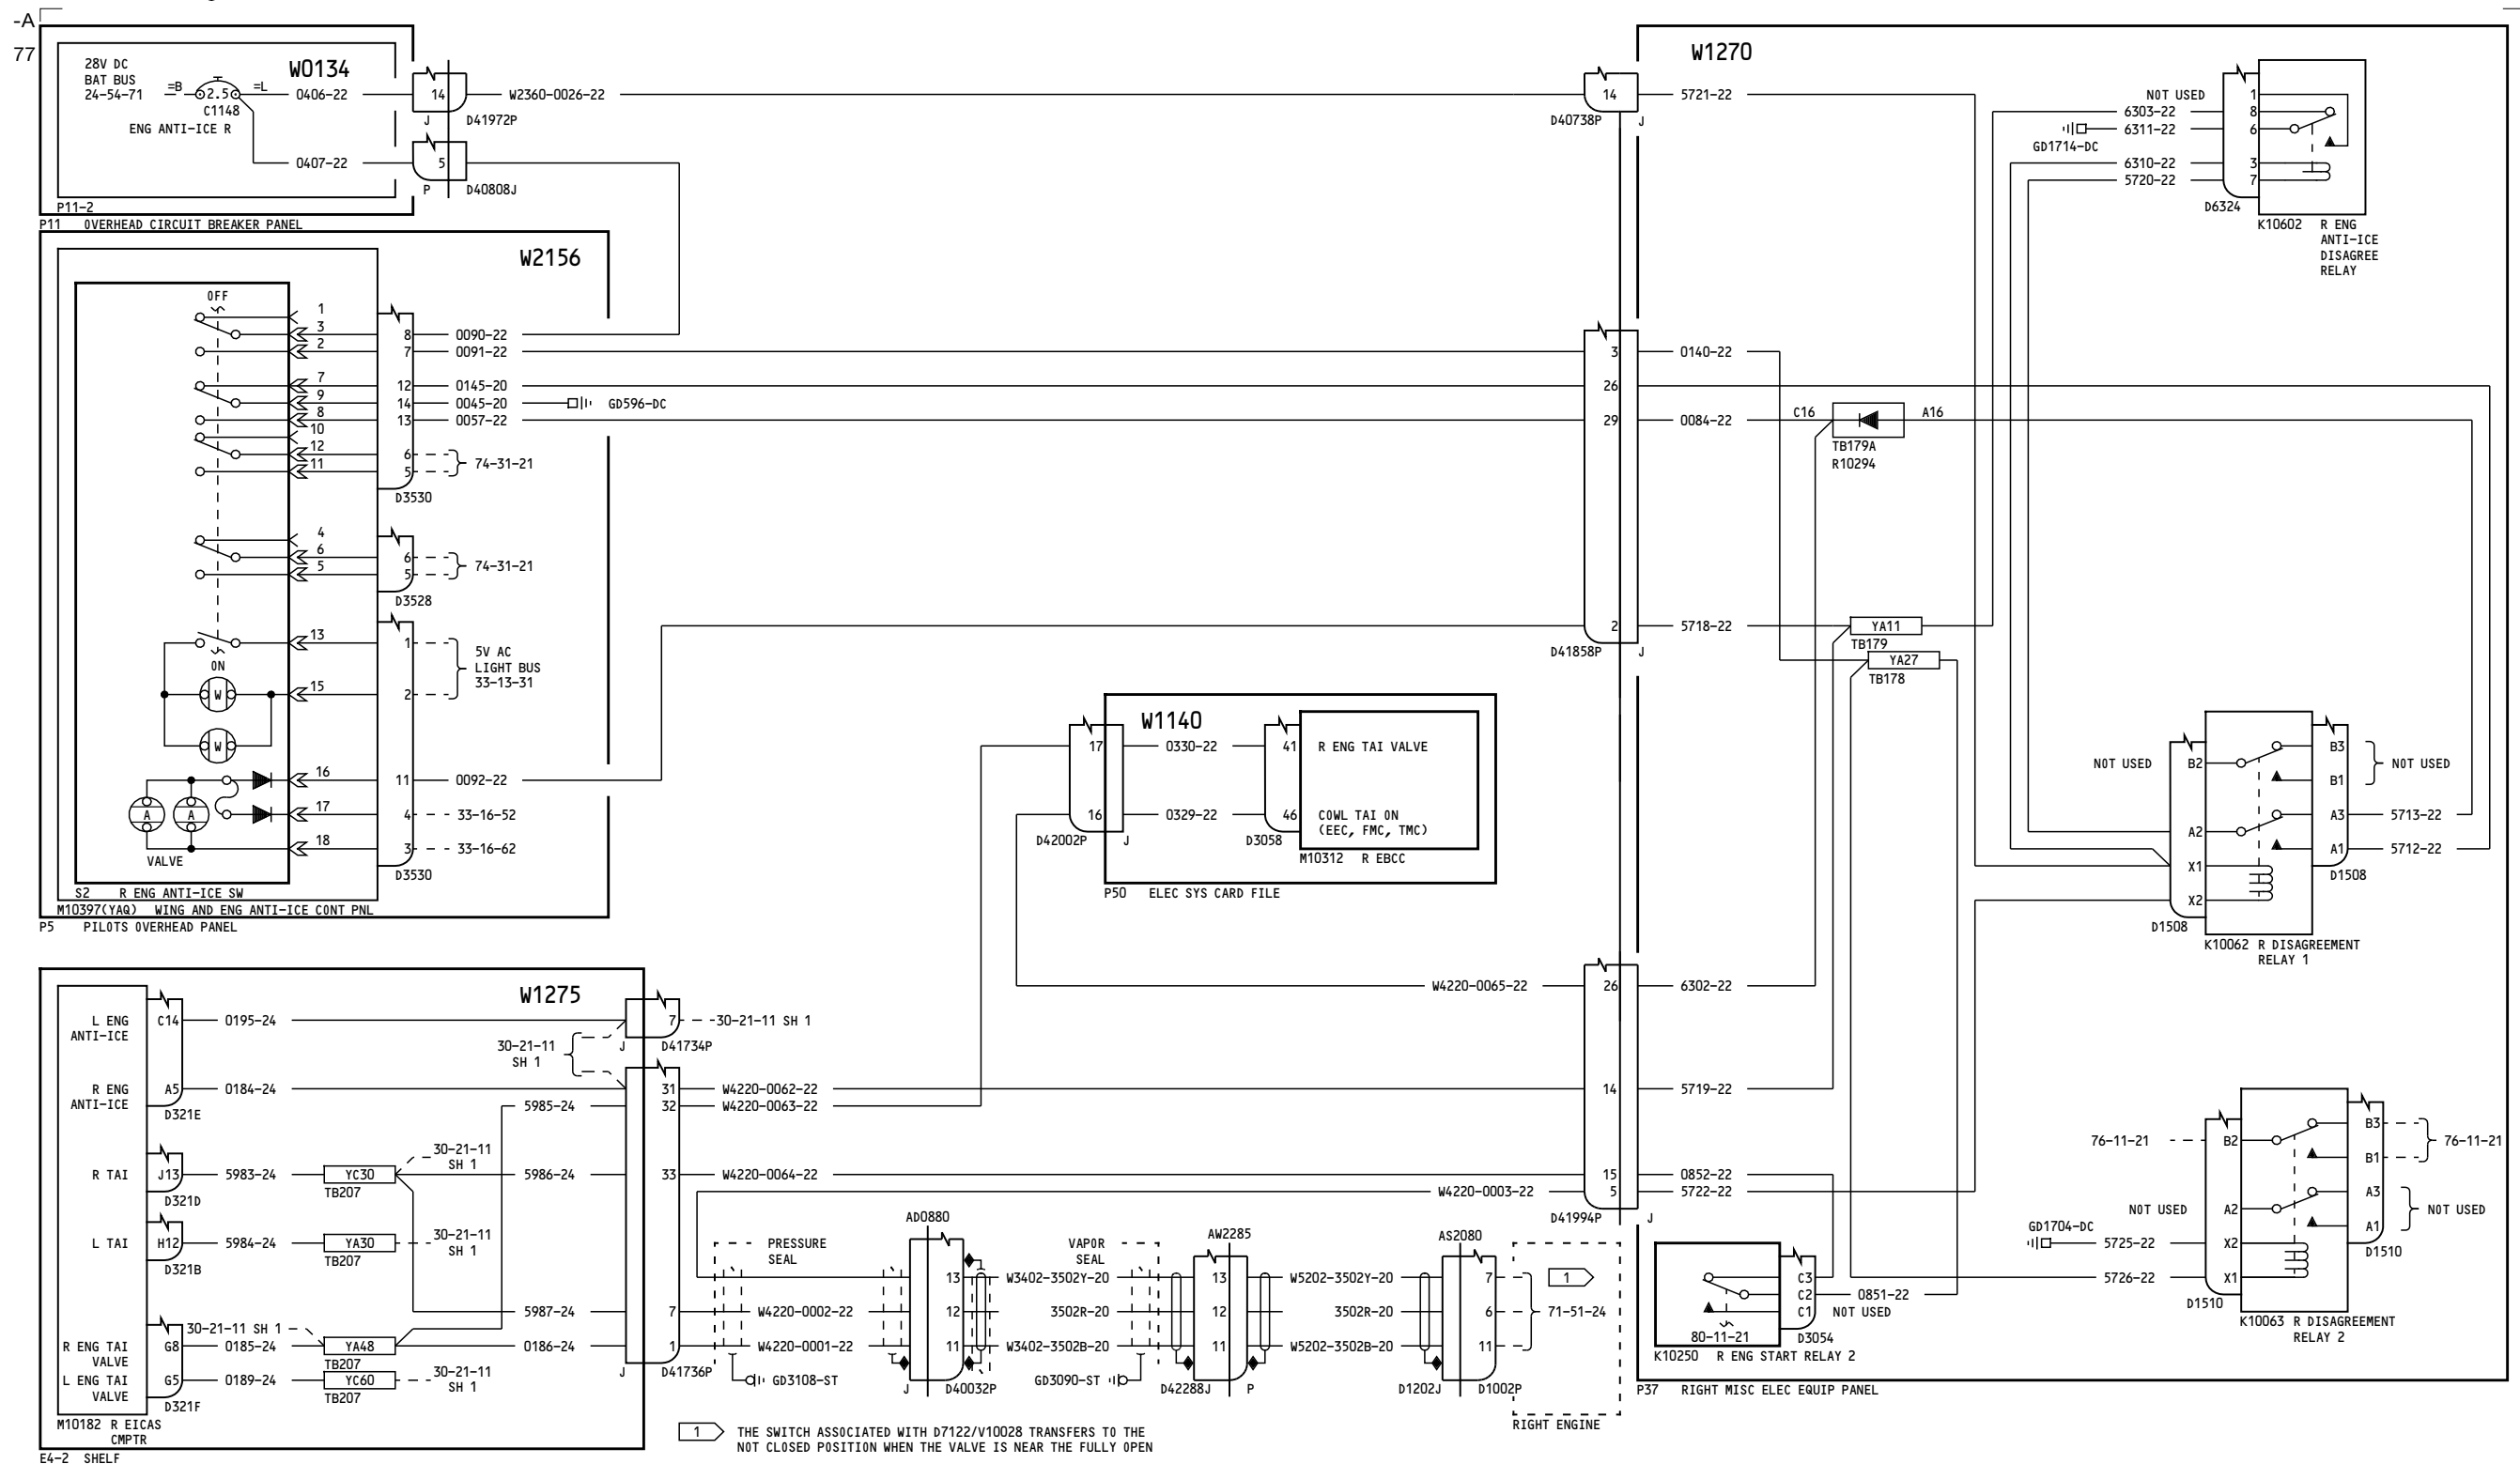 -A
77
28V DC
BAT BUS
24-54-71
=B
2.5
=L
C1148
ENG ANTI-ICE R
W0134
0406-22
0407-22
14
J
D41972P
5
P
D40808J
W2360-0026-22
P11-2
P11 OVERHEAD CIRCUIT BREAKER PANEL
W2156
OFF
1
3
2
7
9
8
10
12
11
4
6
5
13
15
16
17
18
ON
W
W
A
A
VALVE
8
7
12
14
13
6
5
D3530
0090-22
0091-22
0145-20
0045-20
GD596-DC
0057-22
74-31-21
6
5
D3528
74-31-21
1
2
5V AC
LIGHT BUS
33-13-31
11
0092-22
4
33-16-52
3
33-16-62
D3530
S2 R ENG ANTI-ICE SW
M10397(YAQ) WING AND ENG ANTI-ICE CONT PNL
P5 PILOTS OVERHEAD PANEL
W1275
L ENG
ANTI-ICE
C14
0195-24
7
30-21-11 SH 1
J
D41734P
30-21-11
SH 1
R ENG
ANTI-ICE
A5
0184-24
D321E
31
W4220-0062-22
5985-24
32
W4220-0063-22
R TAI
J13
5983-24
YC30
TB207
30-21-11
SH 1
5986-24
33
W4220-0064-22
D321D
L TAI
H12
5984-24
YA30
TB207
30-21-11
SH 1
D321B
5987-24
7
W4220-0002-22
30-21-11 SH 1
R ENG TAI
VALVE
G8
0185-24
YA48
TB207
0186-24
1
W4220-0001-22
L ENG TAI
VALVE
G5
0189-24
YC60
TB207
30-21-11
SH 1
D321F
J
D41736P
M10182 R EICAS
CMPTR
E4-2 SHELF
PRESSURE
SEAL
GD3108-ST
AD0880
13
12
11
J
D40032P
W3402-3502Y-20
3502R-20
W3402-3502B-20
VAPOR
SEAL
GD3090-ST
AW2285
13
12
11
D42288J
P
W5202-3502Y-20
3502R-20
W5202-3502B-20
AS2080
7
6
11
D1202J
D1002P
1
71-51-24
RIGHT ENGINE
1 THE SWITCH ASSOCIATED WITH D7122/V10028 TRANSFERS TO THE
NOT CLOSED POSITION WHEN THE VALVE IS NEAR THE FULLY OPEN
W1140
17
0330-22
41
R ENG TAI VALVE
16
0329-22
46
COWL TAI ON
(EEC, FMC, TMC)
D42002P
J
D3058
M10312 R EBCC
P50 ELEC SYS CARD FILE
W1270
14
D40738P
J
5721-22
3
0140-22
26
29
0084-22
C16
A16
TB179A
R10294
2
5718-22
D41858P
J
YA11
TB179
YA27
TB178
W4220-0065-22
26
6302-22
14
5719-22
15
0852-22
W4220-0003-22
5
5722-22
D41994P
J
NOT USED
1
6303-22
8
GD1714-DC
6311-22
6
6310-22
3
5720-22
7
D6324
K10602 R ENG
ANTI-ICE
DISAGREE
RELAY
NOT USED
B2
A2
X1
X2
D1508
B3
B1
NOT USED
A3
5713-22
A1
5712-22
D1508
K10062 R DISAGREEMENT
RELAY 1
76-11-21
B2
NOT USED
A2
GD1704-DC
5725-22
X2
5726-22
X1
D1510
B3
B1
76-11-21
A3
A1
NOT USED
D1510
K10063 R DISAGREEMENT
RELAY 2
C3
C2
0851-22
C1
NOT USED
80-11-21
D3054
K10250 R ENG START RELAY 2
P37 RIGHT MISC ELEC EQUIP PANEL